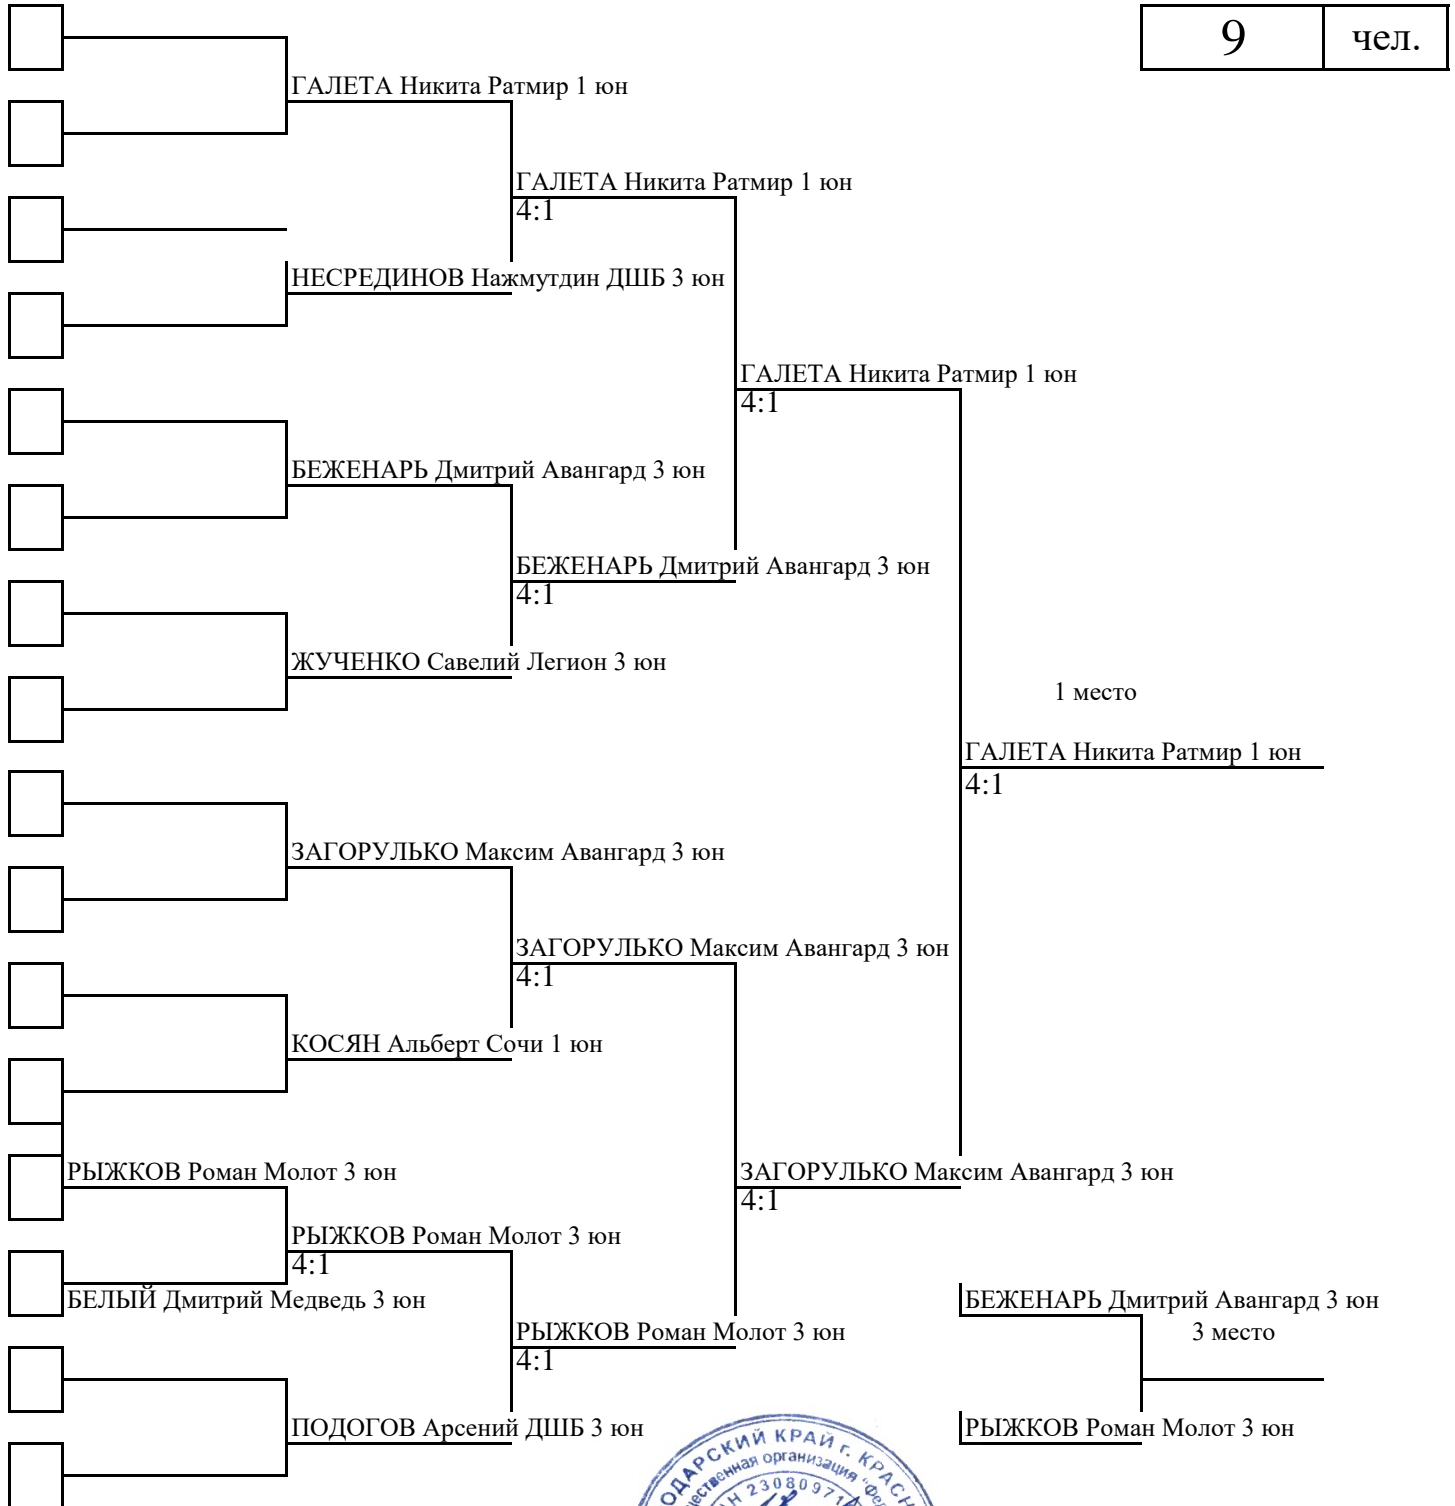 9 чел.
ГАЛЕТА Никита Ратмир 1 юн
ГАЛЕТА Никита Ратмир 1 юн
4:1
НЕСРЕДИНОВ Нажмутдин ДШБ 3 юн
ГАЛЕТА Никита Ратмир 1 юн
4:1
БЕЖЕНАРЬ Дмитрий Авангард 3 юн
БЕЖЕНАРЬ Дмитрий Авангард 3 юн
4:1
ЖУЧЕНКО Савелий Легион 3 юн
1 место
ГАЛЕТА Никита Ратмир 1 юн
4:1
ЗАГОРУЛЬКО Максим Авангард 3 юн
ЗАГОРУЛЬКО Максим Авангард 3 юн
4:1
КОСЯН Альберт Сочи 1 юн
РЫЖКОВ Роман Молот 3 юн
ЗАГОРУЛЬКО Максим Авангард 3 юн
4:1
РЫЖКОВ Роман Молот 3 юн
4:1
БЕЛЫЙ Дмитрий Медведь 3 юн
БЕЖЕНАРЬ Дмитрий Авангард 3 юн
РЫЖКОВ Роман Молот 3 юн
3 место
4:1
ПОДОГОВ Арсений ДШБ 3 юн
РЫЖКОВ Роман Молот 3 юн
КРАЙ г.
организация